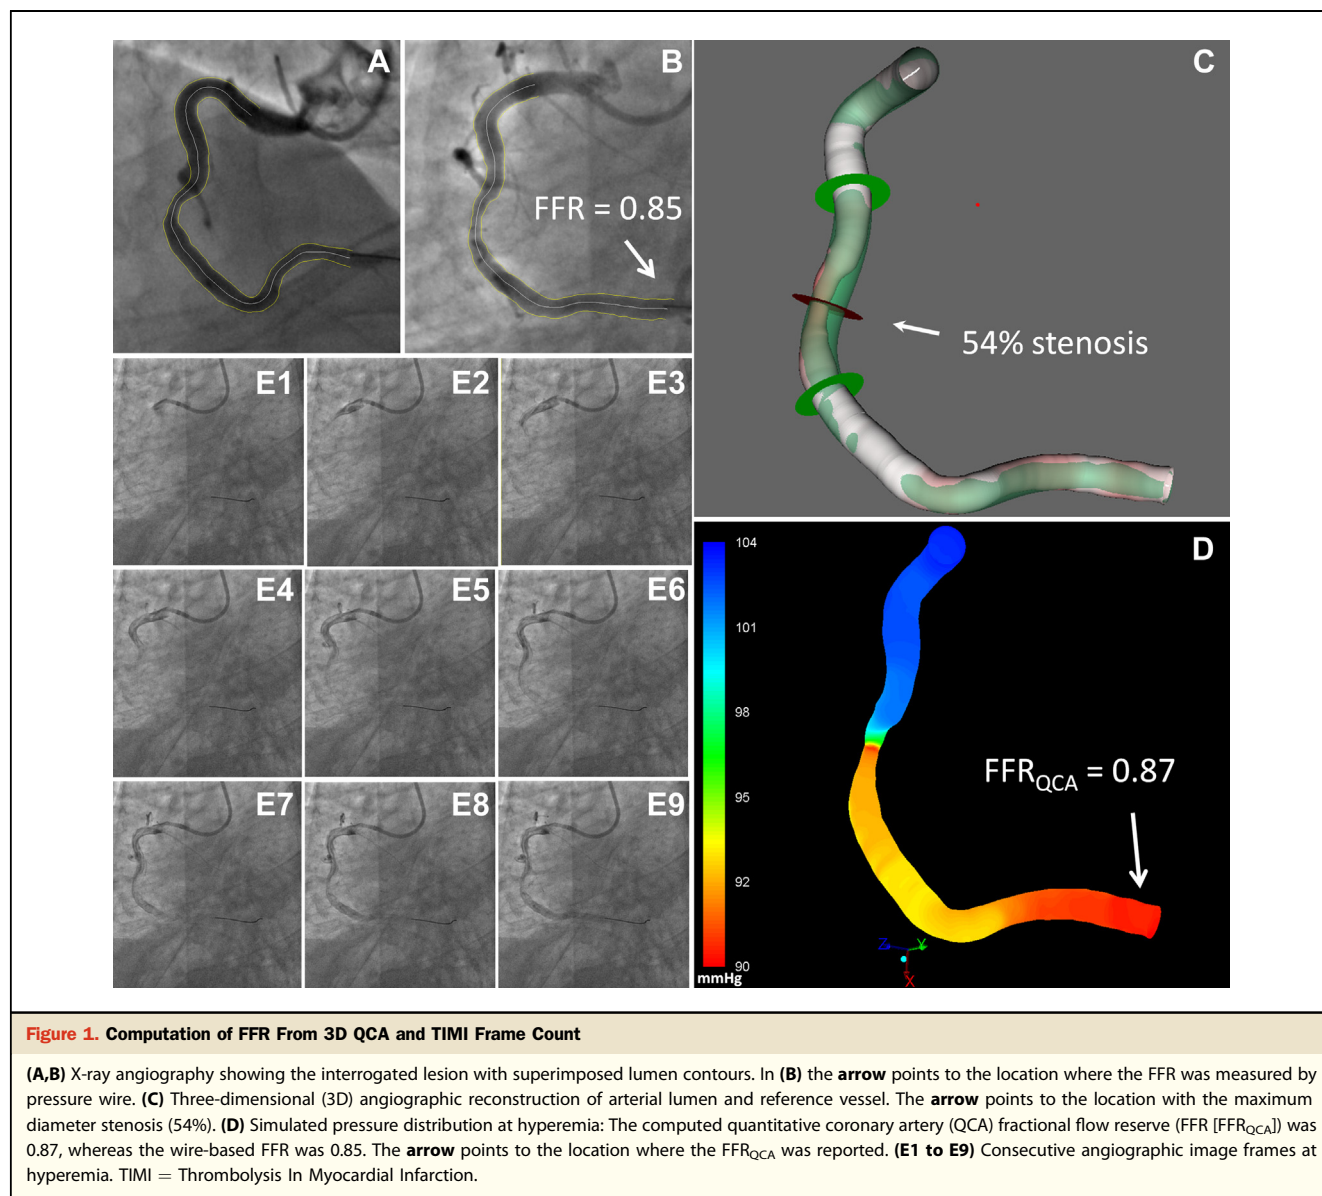 A
B
FFR = 0.85
C
54% stenosis
E1
E2
E3
E4
E5
E6
E7
E8
E9
D
104
101
98
95
92
90
mmHg
FFRQCA = 0.87
Z
Y
X
Figure 1. Computation of FFR From 3D QCA and TIMI Frame Count
(A,B) X-ray angiography showing the interrogated lesion with superimposed lumen contours. In (B) the arrow points to the location where the FFR was measured by
pressure wire. (C) Three-dimensional (3D) angiographic reconstruction of arterial lumen and reference vessel. The arrow points to the location with the maximum
diameter stenosis (54%). (D) Simulated pressure distribution at hyperemia: The computed quantitative coronary artery (QCA) fractional flow reserve (FFR [FFRQCA]) was
0.87, whereas the wire-based FFR was 0.85. The arrow points to the location where the FFRQCA was reported. (E1 to E9) Consecutive angiographic image frames at
hyperemia. TIMI = Thrombolysis In Myocardial Infarction.